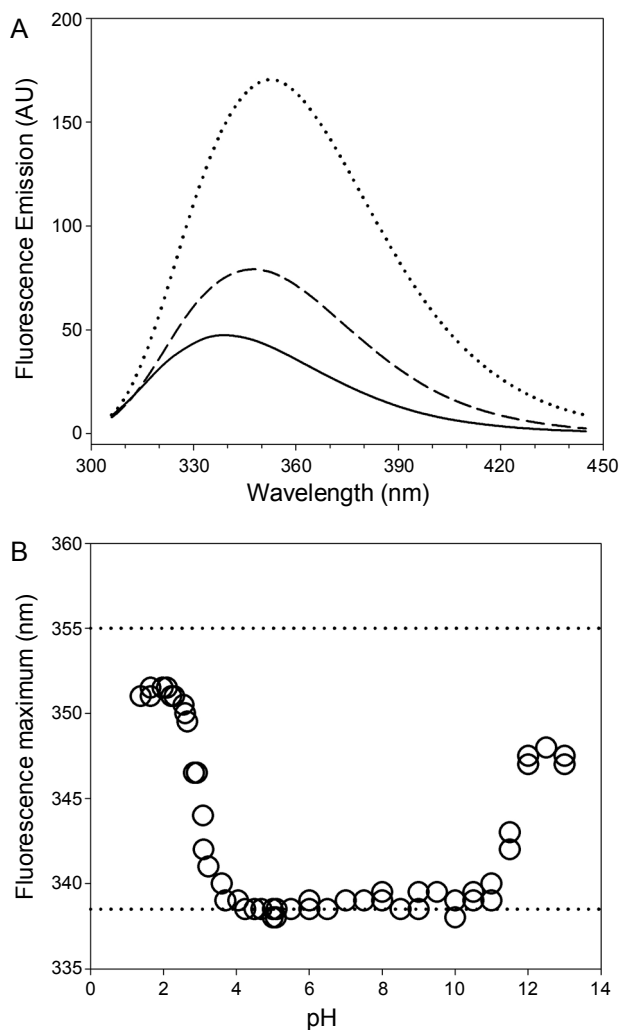 A
Fluorescence Emission (AU)
200
150
100
50
0
300 330 360 390 420 450
Wavelength (nm)
B
Fluorescence maximum (nm)
360
355
350
345
340
335
0 2 4 6 8 10 12 14
pH